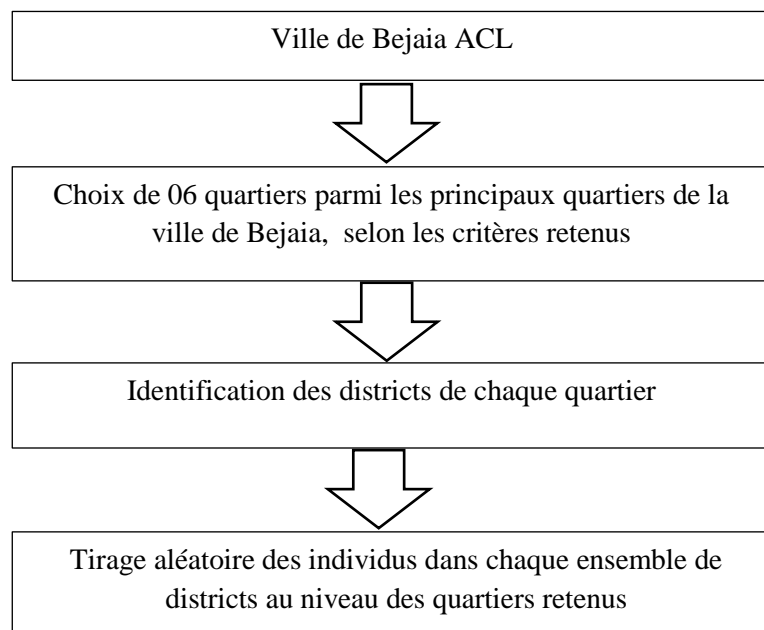 Ville de Bejaia ACL
Choix de 06 quartiers parmi les principaux quartiers de la
ville de Bejaia, selon les critères retenus
Identification des districts de chaque quartier
Tirage aléatoire des individus dans chaque ensemble de
districts au niveau des quartiers retenus